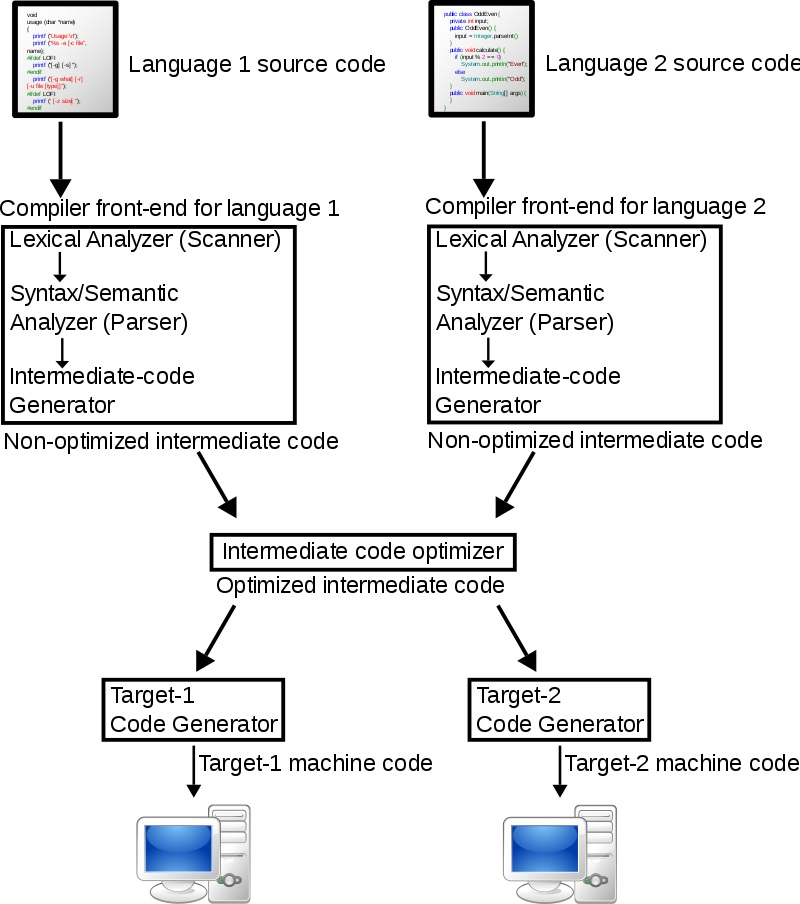 void
usage (char *name)
{
printf ("Usage \n");
printf ("%s -a [-c file",
name);
#ifdef LOFI
printf ("[-g] [-s] ");
#endif
printf ("[-g what] [-r]
[-u file [type]]");
#ifdef LOFI
printf (" [-z size] ");
#endif
Language 1 source code
public class OddEven {
private int input;
public OddEven() {
input = Integer.parseInt()
}
public void calculate() {
if (input % 2 == 0)
System.out.println("Even");
else
System.out.println("Odd");
}
public void main(String[] args) {
}
}
Language 2 source code
Compiler front-end for language 1
Lexical Analyzer (Scanner)
Syntax/Semantic
Analyzer (Parser)
Intermediate-code
Generator
Non-optimized intermediate code
Compiler front-end for language 2
Lexical Analyzer (Scanner)
Syntax/Semantic
Analyzer (Parser)
Intermediate-code
Generator
Non-optimized intermediate code
Intermediate code optimizer
Optimized intermediate code
Target-1
Code Generator
Target-1 machine code
Target-2
Code Generator
Target-2 machine code